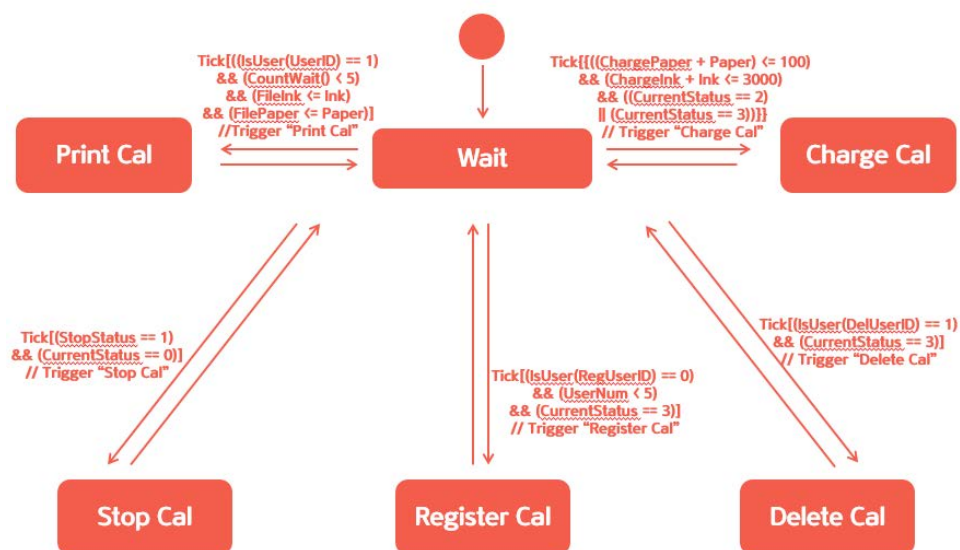 Tick[((IsUser(UserID) == 1)
&& (CountWait() < 5)
&& (FileInk <= Ink)
&& (FilePaper <= Paper)]
//Trigger “Print Cal”
Tick{[((ChargePaper + Paper) <= 100)
&& (ChargeInk + Ink <= 3000)
&& ((CurrentStatus == 2)
|| (CurrentStatus == 3))]}
// Trigger “Charge Cal”
Print Cal
Wait
Charge Cal
Tick[(StopStatus == 1)
&& (CurrentStatus == 0)]
// Trigger “Stop Cal”
Tick[(IsUser(RegUserID) == 0)
&& (UserNum < 5)
&& (CurrentStatus == 3)]
// Trigger “Register Cal”
Tick[(IsUser(DelUserID) == 1)
&& (CurrentStatus == 3)]
// Trigger “Delete Cal”
Stop Cal
Register Cal
Delete Cal